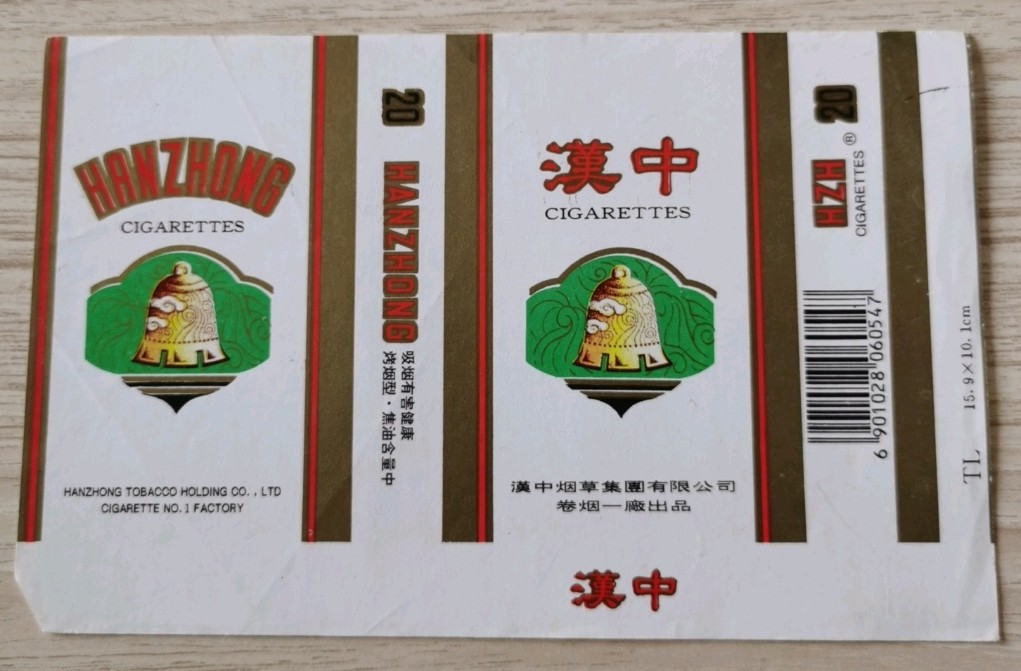 HANZHONG
CIGARETTES
HANZHONG TOBACCO HOLDING CO., LTD
CIGARETTE NO.1 FACTORY
20
HANZHONG
吸烟有害健康
烤烟型·焦油含量中
漢中
CIGARETTES
漢中烟草集團有限公司
卷烟一廠出品
漢中
20
HZH
CIGARETTES ®
6 901028 060547
15.9×10.1cm
TL